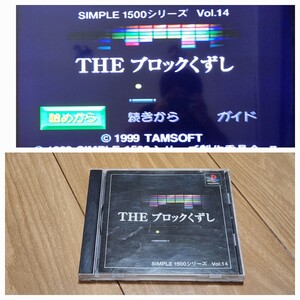 SIMPLE 1500シリーズ Vol.14
THE ブロックくずし
始めから 続きから ガイド
© 1999 TAMSOFT
THE ブロックくずし
SIMPLE 1500シリーズ Vol.14